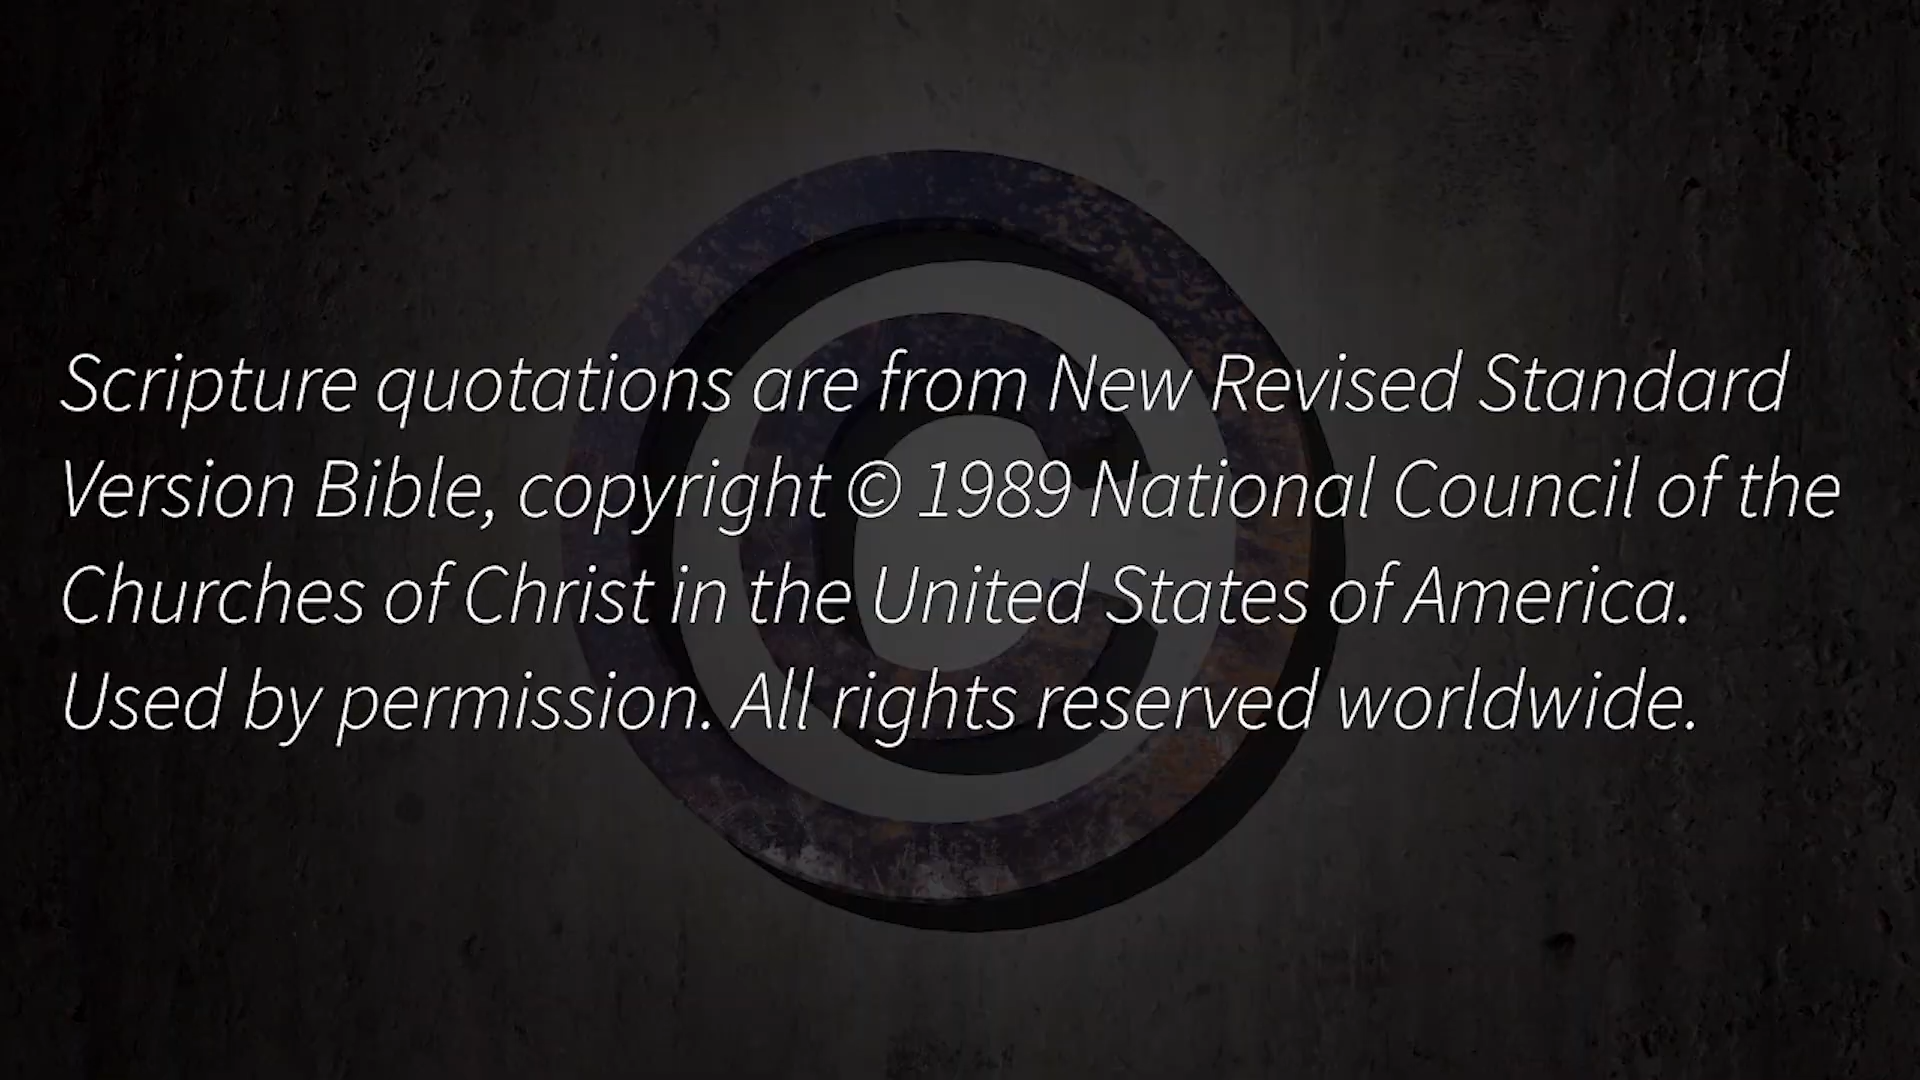 Scripture quotations are from New Revised Standard
Version Bible, copyright © 1989 National Council of the
Churches of Christ in the United States of America.
Used by permission. All rights reserved worldwide.